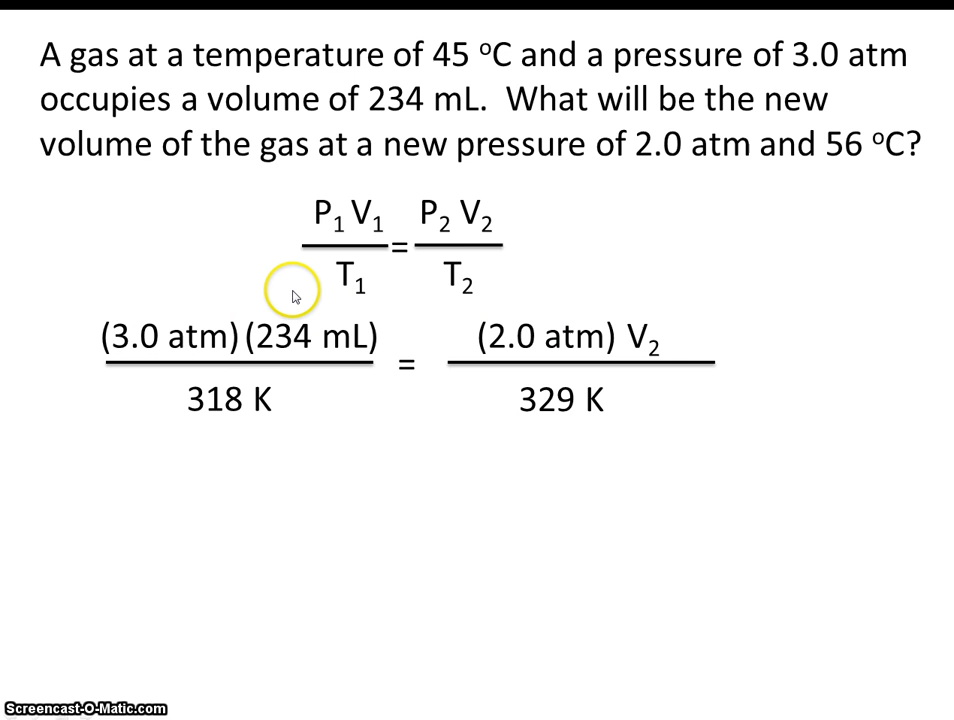 A gas at a temperature of 45 ºC and a pressure of 3.0 atm
occupies a volume of 234 mL. What will be the new
volume of the gas at a new pressure of 2.0 atm and 56 ºC?
P₁ V₁ = P₂ V₂
T₁ T₂
(3.0 atm) (234 mL) = (2.0 atm) V₂
318 K 329 K
Screencast-O-Matic.com